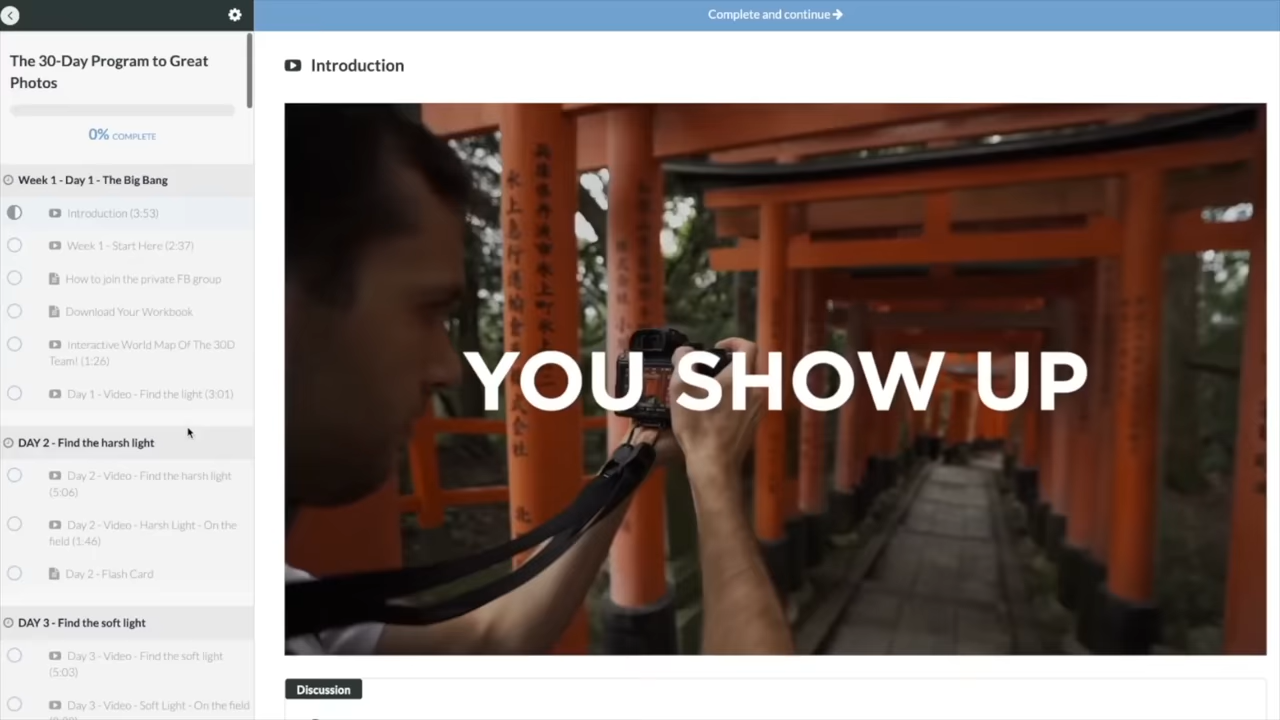 Complete and continue
The 30-Day Program to Great
Photos
0% COMPLETE
Week 1 - Day 1 - The Big Bang
Introduction (3:53)
Week 1 - Start Here (2:37)
How to join the private FB group
Download Your Workbook
Interactive World Map Of The 30D
Team! (1:26)
Day 1 - Video - Find the light (3:01)
DAY 2 - Find the harsh light
Day 2 - Video - Find the harsh light
(5:06)
Day 2 - Video - Harsh Light - On the
field (1:46)
Day 2 - Flash Card
DAY 3 - Find the soft light
Day 3 - Video - Find the soft light
(5:03)
Day 3 - Video - Soft Light - On the field
Introduction
YOU SHOW UP
株式会社
北
Discussion